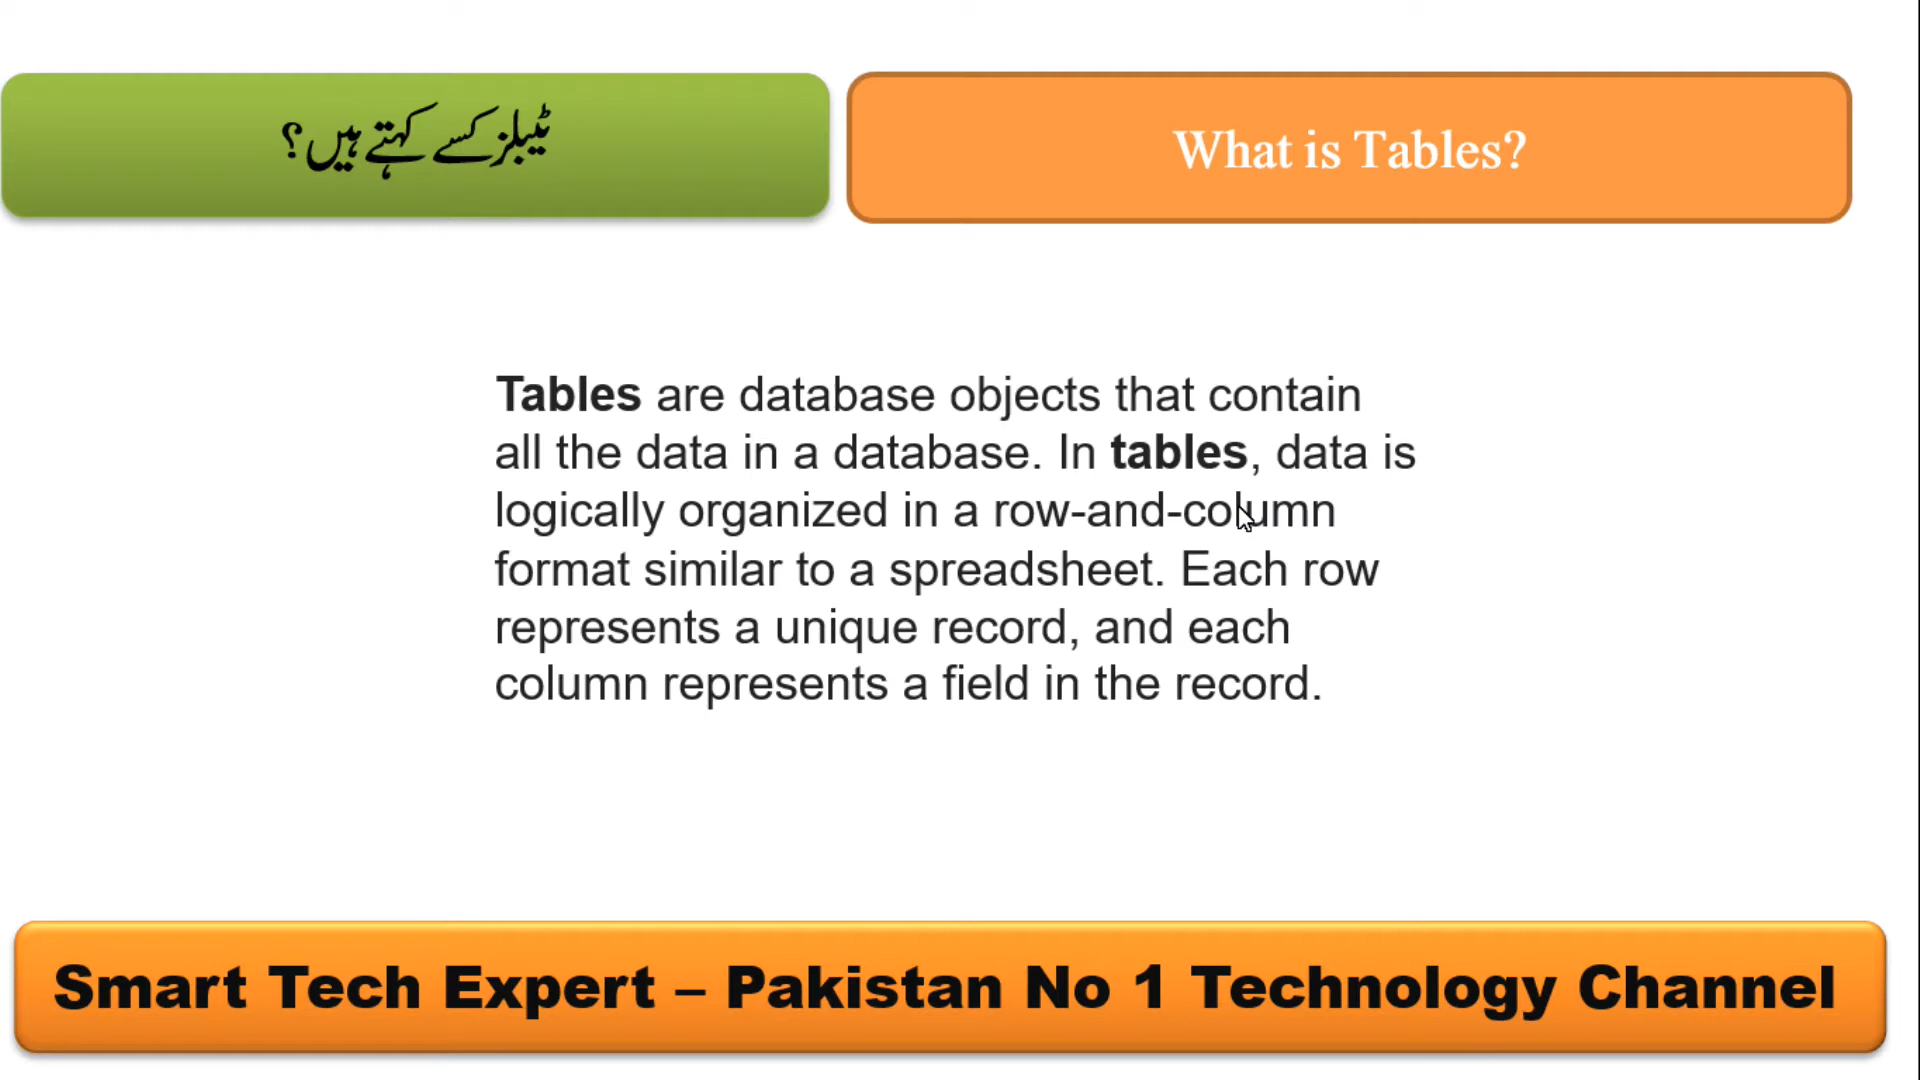 ٹیبلز کسے کہتے ہیں؟
What is Tables?
Tables are database objects that contain
all the data in a database. In tables, data is
logically organized in a row-and-column
format similar to a spreadsheet. Each row
represents a unique record, and each
column represents a field in the record.
Smart Tech Expert – Pakistan No 1 Technology Channel